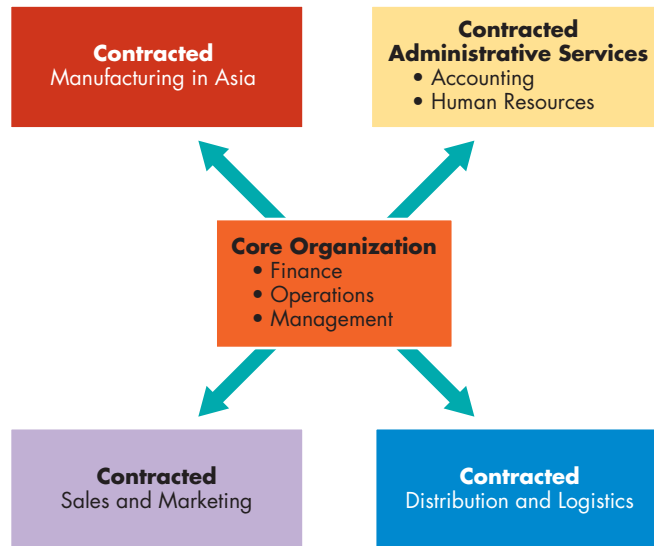 Contracted
Manufacturing in Asia
Contracted
Administrative Services
• Accounting
• Human Resources
Core Organization
• Finance
• Operations
• Management
Contracted
Sales and Marketing
Contracted
Distribution and Logistics